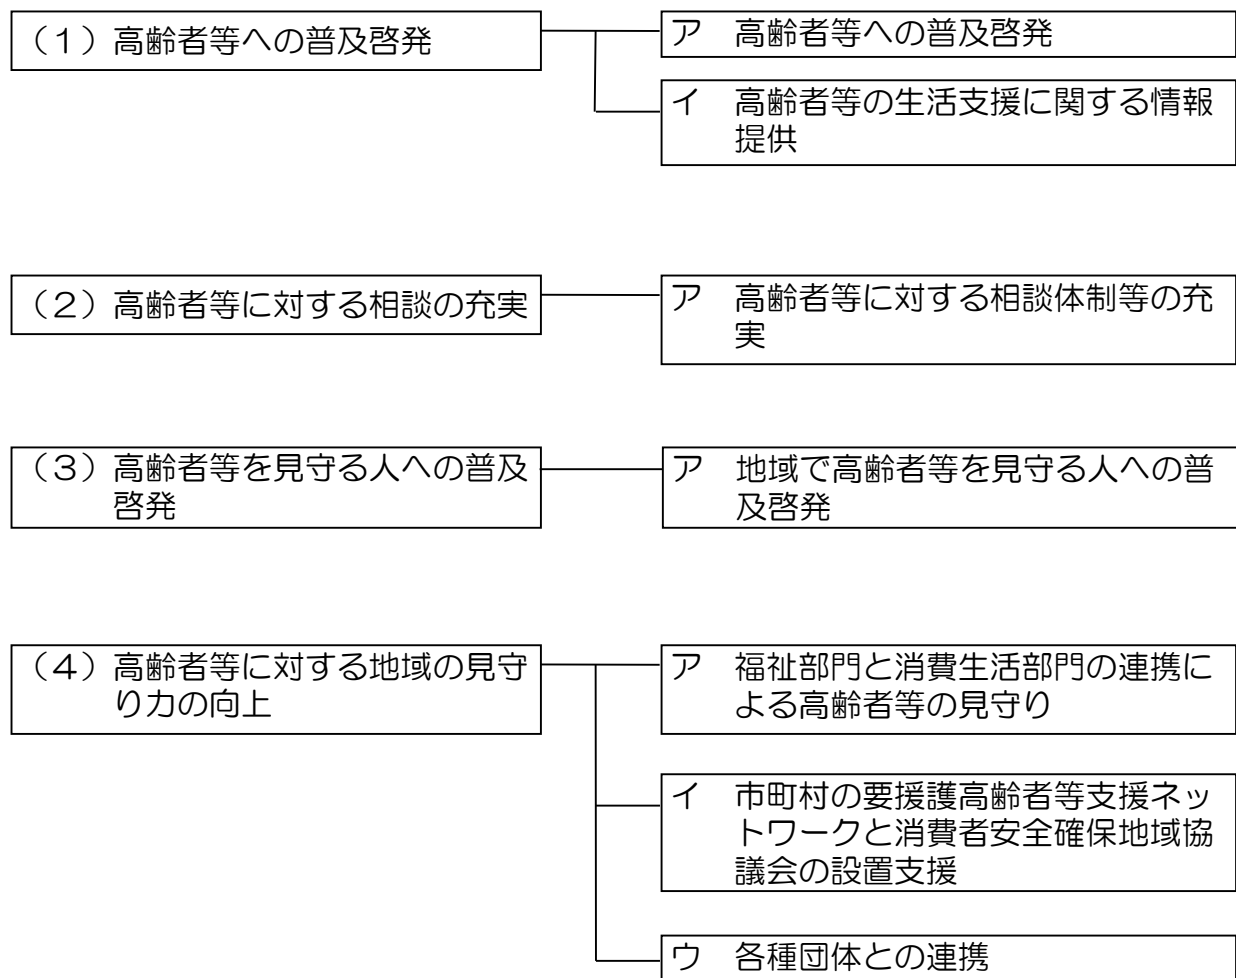 （１）高齢者等への普及啓発
ア　高齢者等への普及啓発
イ　高齢者等の生活支援に関する情報
提供
（２）高齢者等に対する相談の充実
ア　高齢者等に対する相談体制等の充
実
（３）高齢者等を見守る人への普及
啓発
ア　地域で高齢者等を見守る人への普
及啓発
（４）高齢者等に対する地域の見守
り力の向上
ア　福祉部門と消費生活部門の連携に
よる高齢者等の見守り
イ　市町村の要援護高齢者等支援ネッ
トワークと消費者安全確保地域協
議会の設置支援
ウ　各種団体との連携